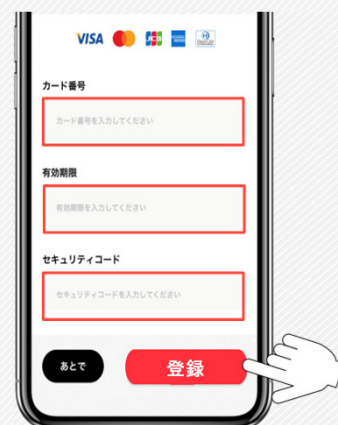 VISA JCB
カード番号
カード番号を入力してください
有効期限
有効期限を入力してください
セキュリティコード
セキュリティコードを入力してください
あとで 登録